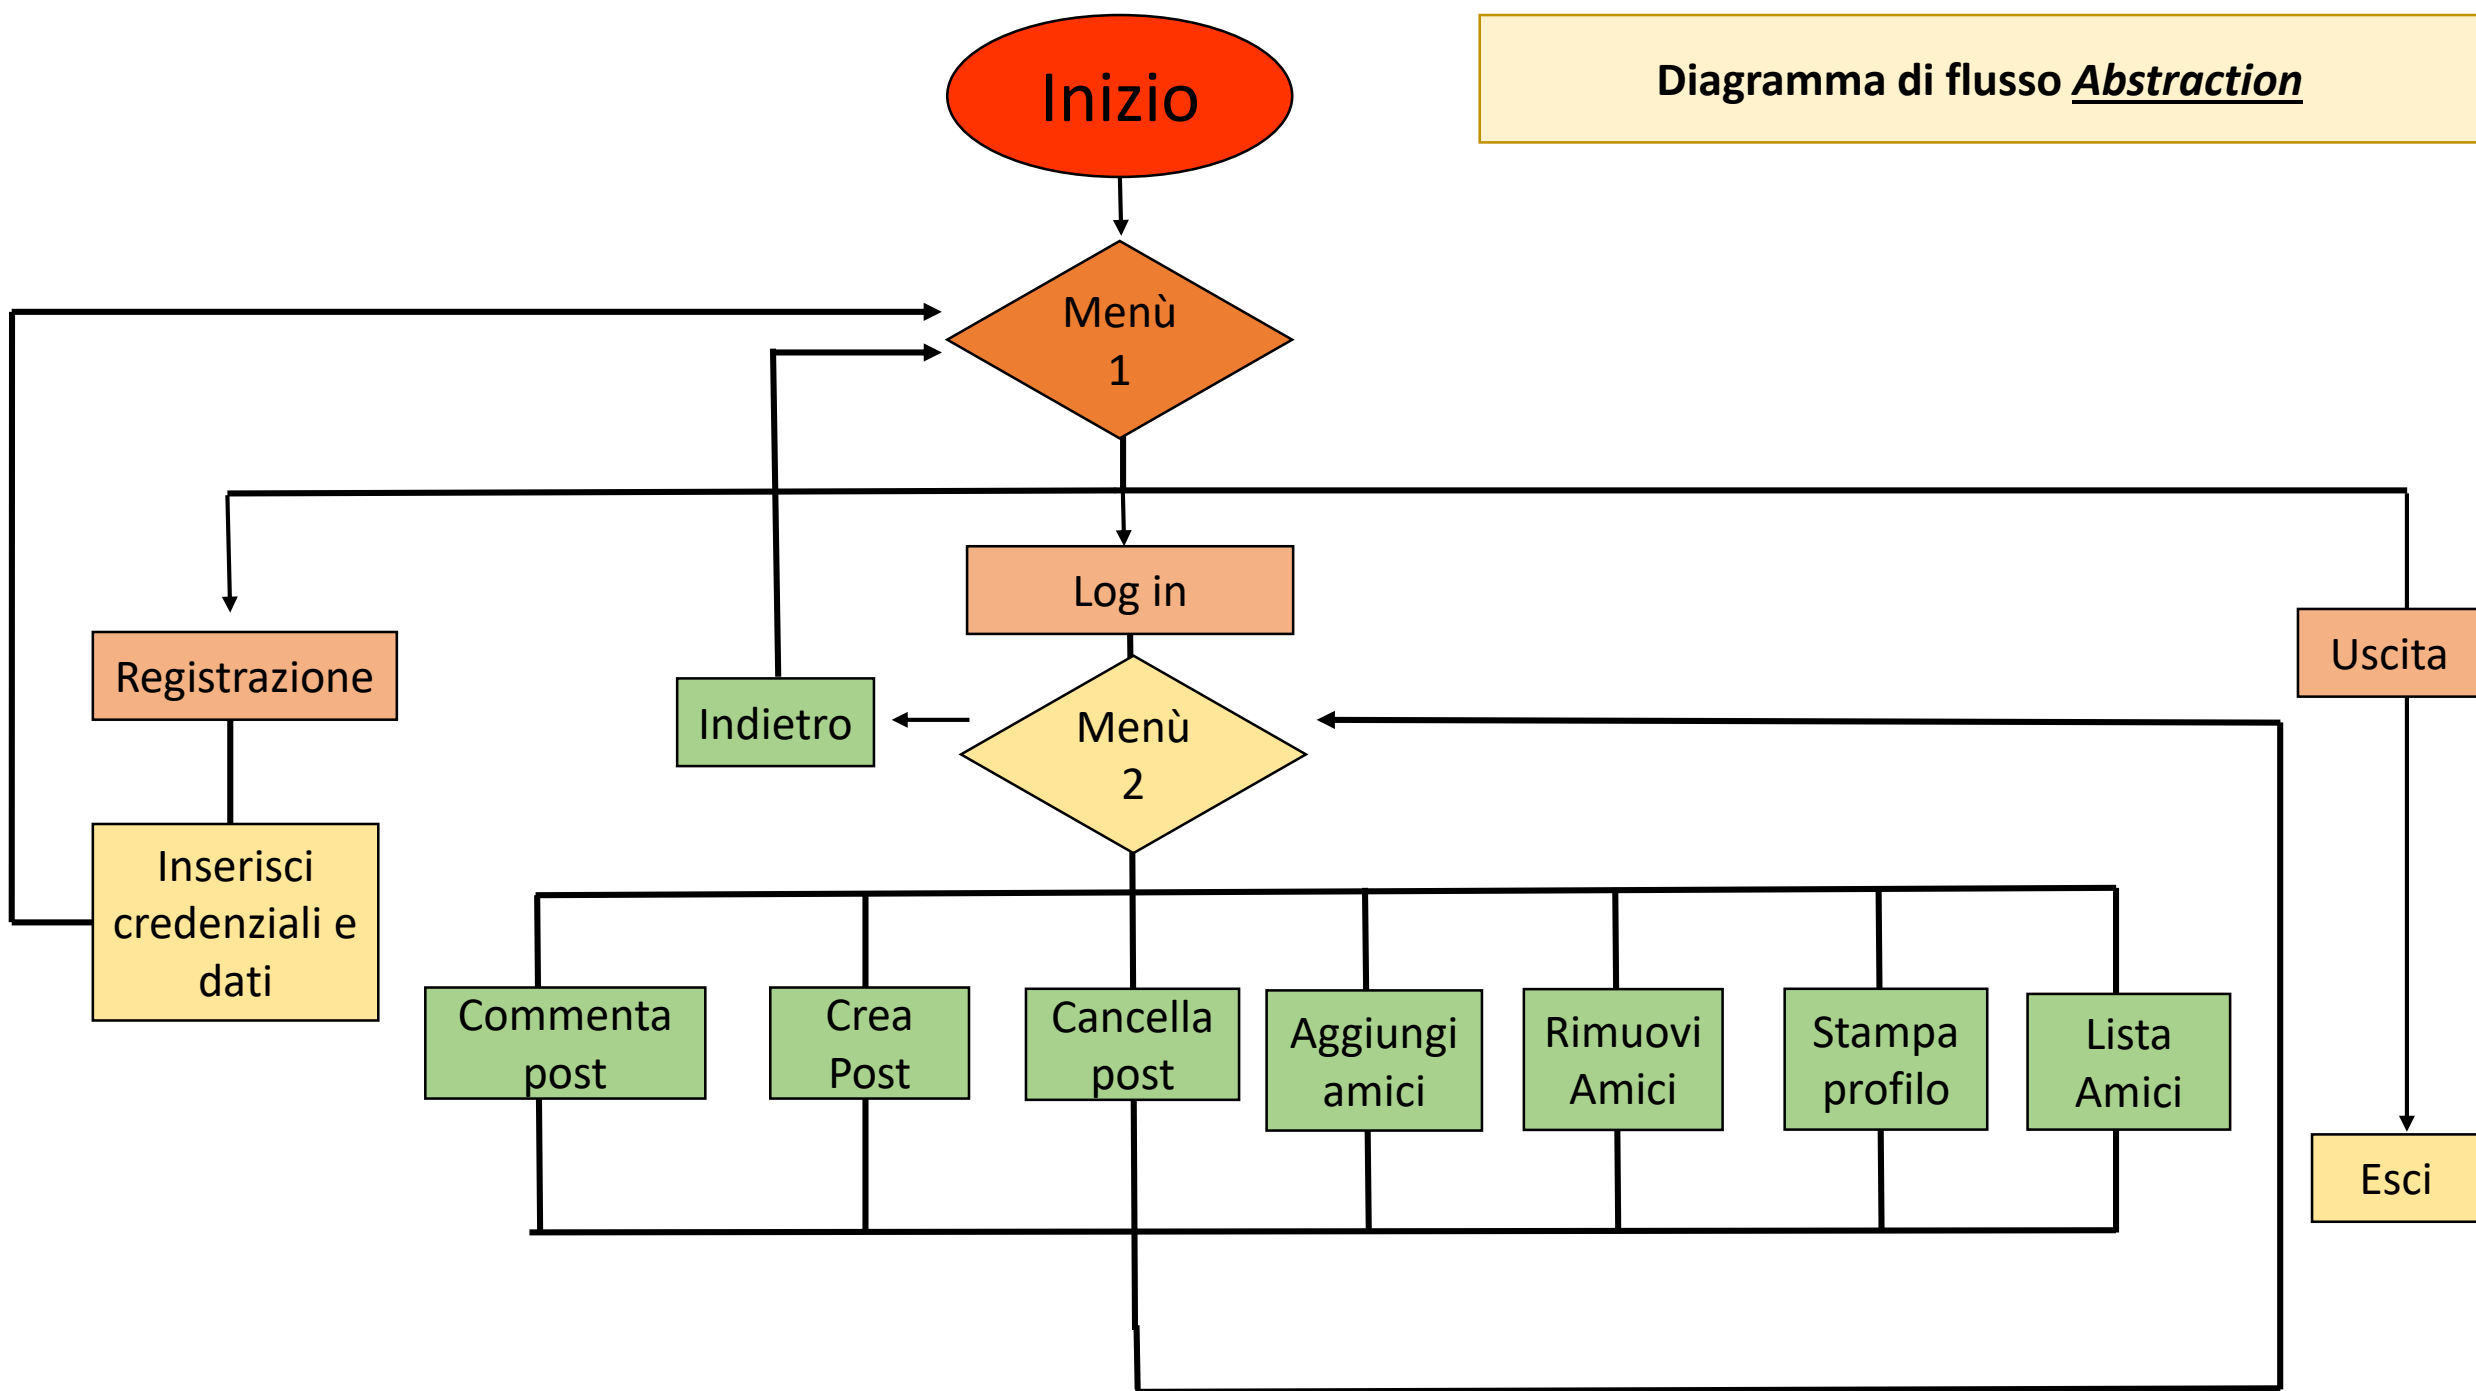 Inizio
Diagramma di flusso Abstraction
Menù
1
Log in
Registrazione
Indietro
Menù
2
Uscita
Inserisci
credenziali e
dati
Commenta
post
Crea
Post
Cancella
post
Aggiungi
amici
Rimuovi
Amici
Stampa
profilo
Lista
Amici
Esci